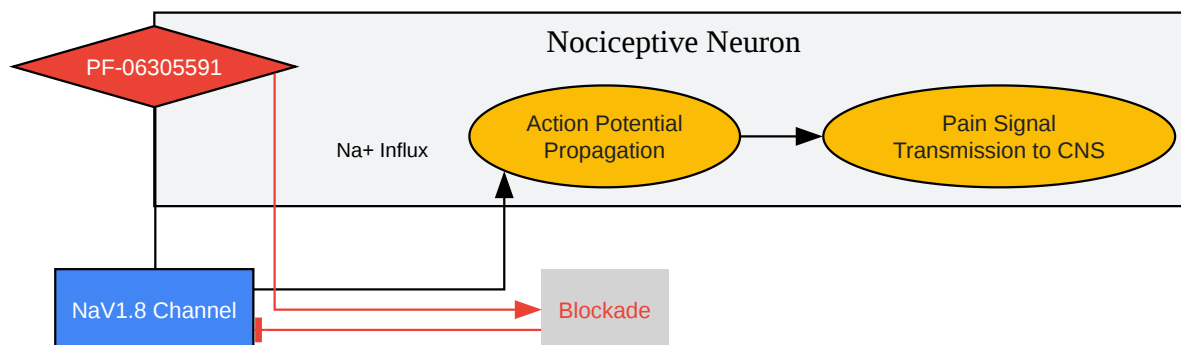 Nociceptive Neuron
PF-06305591
Action Potential
Propagation
Pain Signal
Transmission to CNS
Na+ Influx
NaV1.8 Channel
Blockade